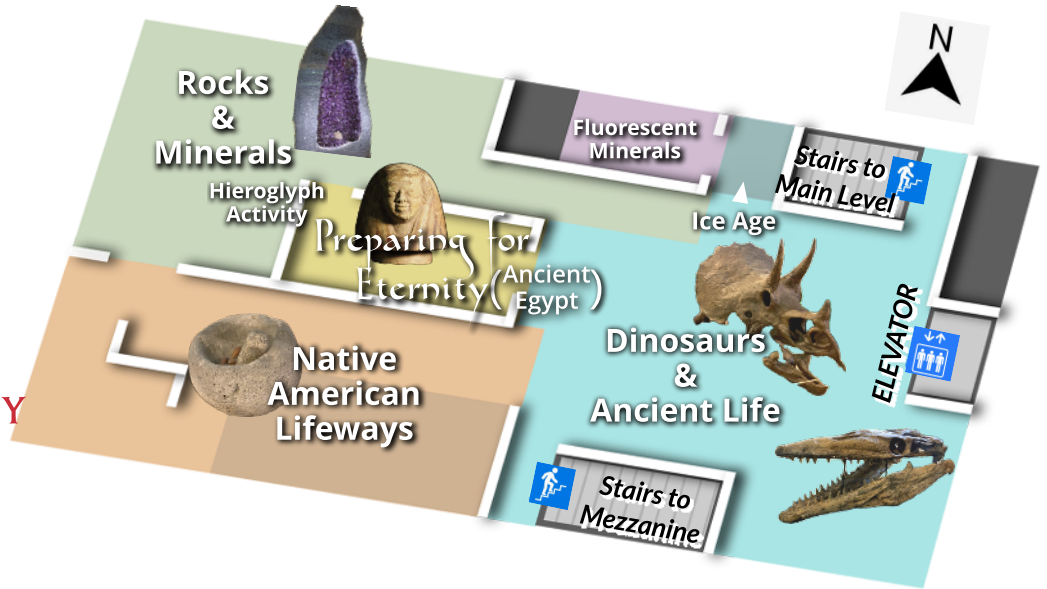 N
Rocks
&
Minerals
Fluorescent
Minerals
Stairs to
Main Level
Hieroglyph
Activity
Ice Age
Preparing for
Eternity (Ancient
Egypt)
ELEVATOR
Dinosaurs
&
Ancient Life
Native
American
Lifeways
Y
Stairs to
Mezzanine